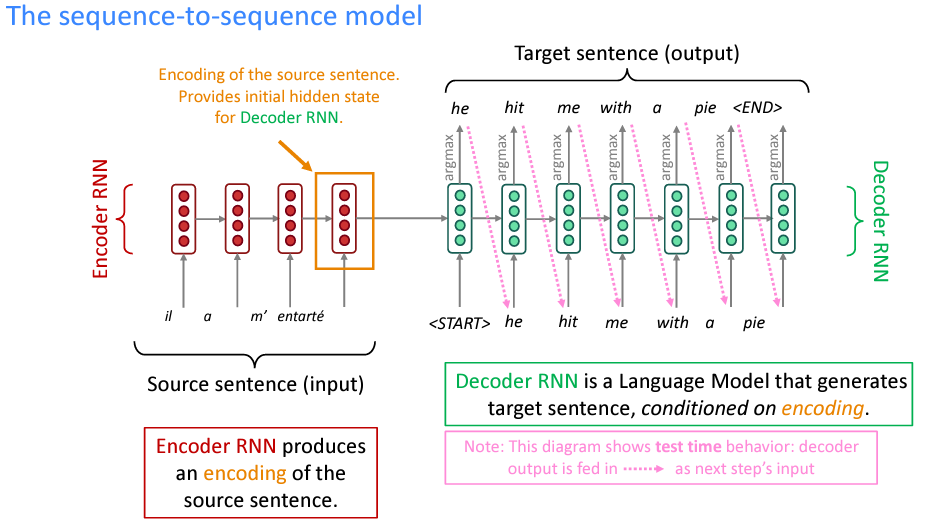 The sequence-to-sequence model
Target sentence (output)
Encoding of the source sentence.
Provides initial hidden state
for Decoder RNN.
he hit me with a pie <END>
argmax argmax argmax argmax argmax argmax argmax
Encoder RNN
Decoder RNN
il a m’ entarté
<START> he hit me with a pie
Source sentence (input)
Decoder RNN is a Language Model that generates
target sentence, conditioned on encoding.
Encoder RNN produces
an encoding of the
source sentence.
Note: This diagram shows test time behavior: decoder
output is fed in as next step’s input